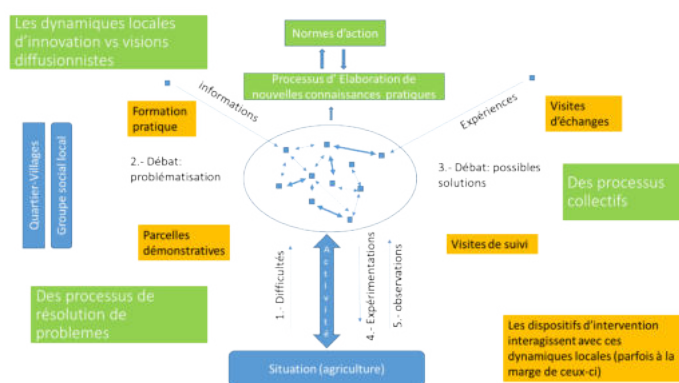 Les dynamiques locales
d'innovation vs visions
diffusionnistes
Normes d'action
Processus d' Elaboration de
nouvelles connaissances pratiques
informations
Expériences
Formation
pratique
Visites
d'échanges
Quartier-Villages
Groupe social local
2.- Débat:
problématisation
3.- Débat: possibles
solutions
Des processus
collectifs
Parcelles
démonstratives
Visites de suivi
1.- Difficultés
Activité
4.- Expérimentations
5.- observations
Des processus de
résolution de
problemes
Situation (agriculture)
Les dispositifs d'intervention
interagissent avec ces
dynamiques locales (parfois à la
marge de ceux-ci)